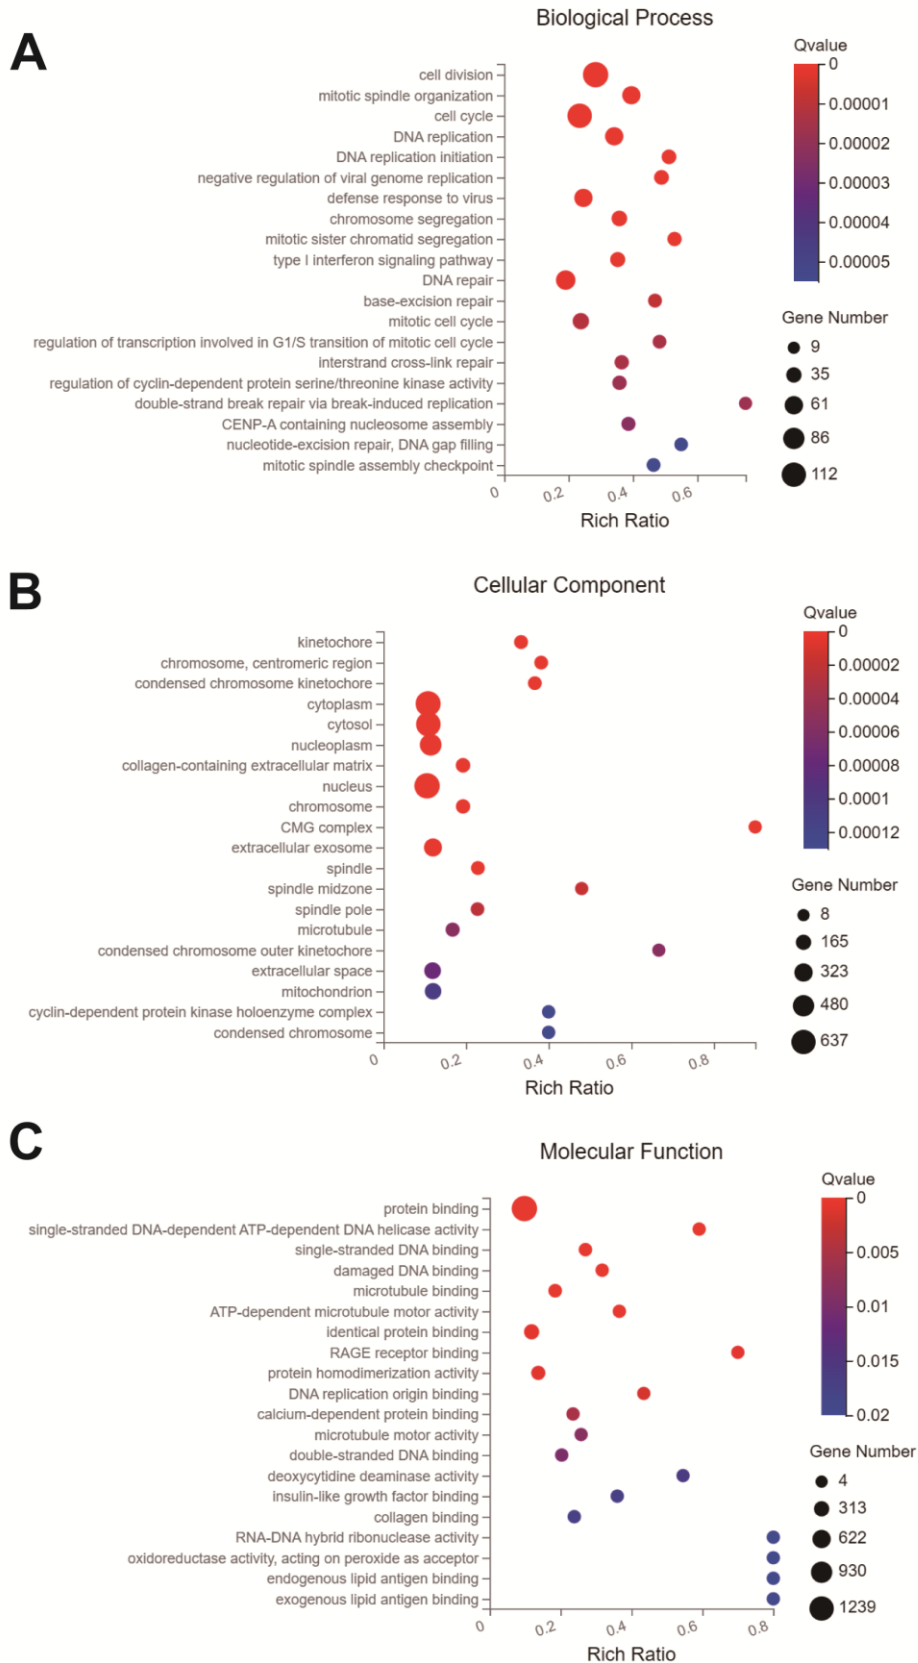 A
Biological Process
cell division
mitotic spindle organization
cell cycle
DNA replication
DNA replication initiation
negative regulation of viral genome replication
defense response to virus
chromosome segregation
mitotic sister chromatid segregation
type I interferon signaling pathway
DNA repair
base-excision repair
mitotic cell cycle
regulation of transcription involved in G1/S transition of mitotic cell cycle
interstrand cross-link repair
regulation of cyclin-dependent protein serine/threonine kinase activity
double-strand break repair via break-induced replication
CENP-A containing nucleosome assembly
nucleotide-excision repair, DNA gap filling
mitotic spindle assembly checkpoint
0 0.2 0.4 0.6
Rich Ratio
Qvalue
0
0.00001
0.00002
0.00003
0.00004
0.00005
Gene Number
9
35
61
86
112
B
Cellular Component
kinetochore
chromosome, centromeric region
condensed chromosome kinetochore
cytoplasm
cytosol
nucleoplasm
collagen-containing extracellular matrix
nucleus
chromosome
CMG complex
extracellular exosome
spindle
spindle midzone
spindle pole
microtubule
condensed chromosome outer kinetochore
extracellular space
mitochondrion
cyclin-dependent protein kinase holoenzyme complex
condensed chromosome
0 0.2 0.4 0.6 0.8
Rich Ratio
Qvalue
0
0.00002
0.00004
0.00006
0.00008
0.0001
0.00012
Gene Number
8
165
323
480
637
C
Molecular Function
protein binding
single-stranded DNA-dependent ATP-dependent DNA helicase activity
single-stranded DNA binding
damaged DNA binding
microtubule binding
ATP-dependent microtubule motor activity
identical protein binding
RAGE receptor binding
protein homodimerization activity
DNA replication origin binding
calcium-dependent protein binding
microtubule motor activity
double-stranded DNA binding
deoxycytidine deaminase activity
insulin-like growth factor binding
collagen binding
RNA-DNA hybrid ribonuclease activity
oxidoreductase activity, acting on peroxide as acceptor
endogenous lipid antigen binding
exogenous lipid antigen binding
0 0.2 0.4 0.6 0.8
Rich Ratio
Qvalue
0
0.005
0.01
0.015
0.02
Gene Number
4
313
622
930
1239